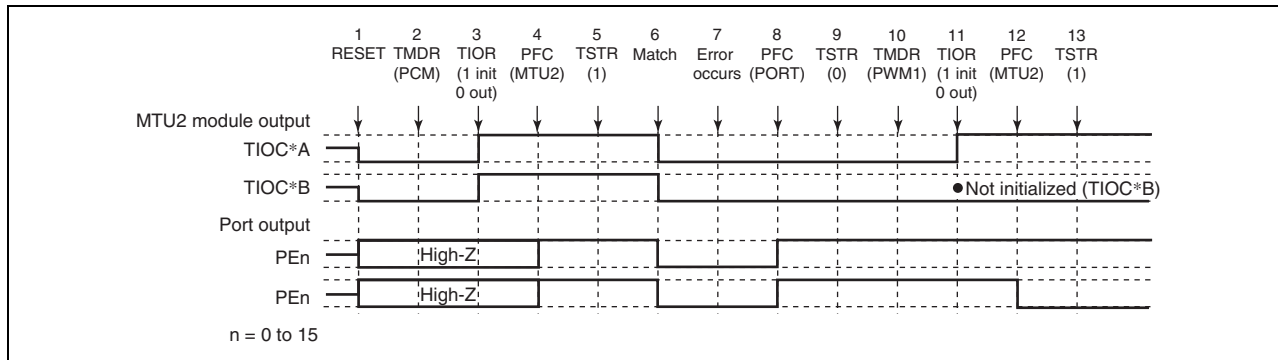 1 2 3 4 5 6 7 8 9 10 11 12 13
RESET TMDR TIOR PFC TSTR Match Error PFC TSTR TMDR TIOR PFC TSTR
(PCM) (1 init (MTU2) (1) occurs (PORT) (0) (PWM1) (1 init (MTU2) (1)
0 out) 0 out)
MTU2 module output
TIOC*A
TIOC*B
Not initialized (TIOC*B)
Port output
PEn
High-Z
PEn
High-Z
n = 0 to 15